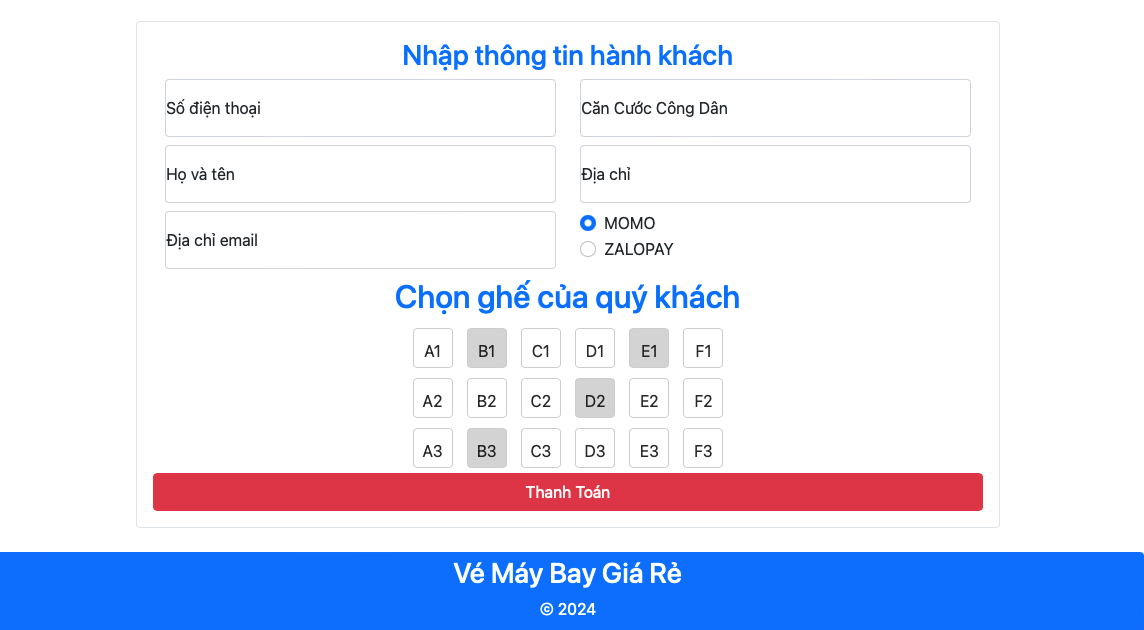 Nhập thông tin hành khách
Số điện thoại
Căn Cước Công Dân
Họ và tên
Địa chỉ
Địa chỉ email
MOMO
ZALOPAY
Chọn ghế của quý khách
A1 B1 C1 D1 E1 F1
A2 B2 C2 D2 E2 F2
A3 B3 C3 D3 E3 F3
Thanh Toán
Vé Máy Bay Giá Rẻ
© 2024